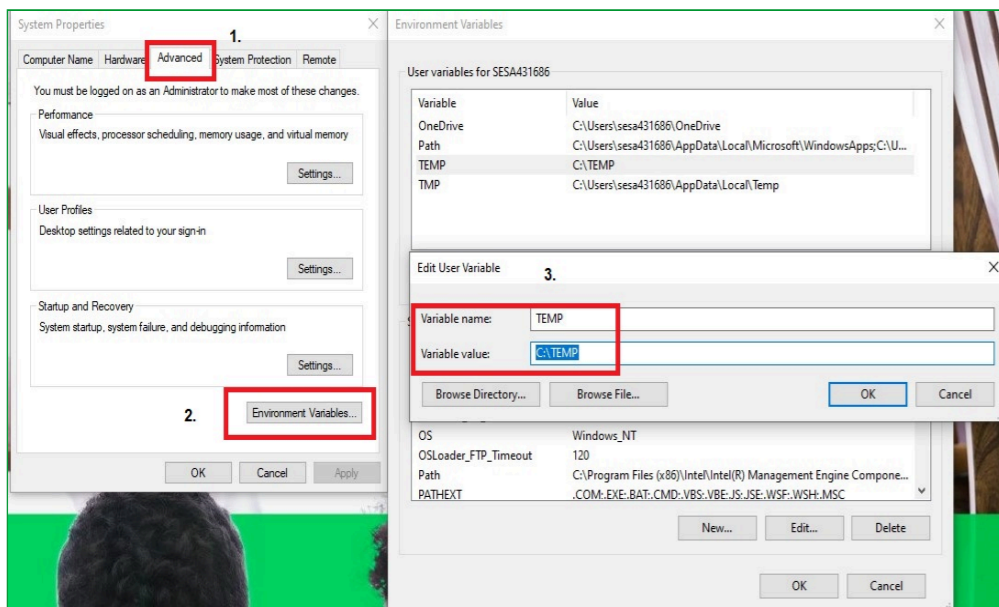 System Properties
1.
Computer Name Hardware Advanced System Protection Remote
You must be logged on as an Administrator to make most of these changes.
Performance
Visual effects, processor scheduling, memory usage, and virtual memory
Settings...
User Profiles
Desktop settings related to your sign-in
Settings...
Startup and Recovery
System startup, system failure, and debugging information
Settings...
2.
Environment Variables...
OK Cancel Apply
Environment Variables
User variables for SESA431686
Variable Value
OneDrive C:\Users\sesa431686\OneDrive
Path C:\Users\sesa431686\AppData\Local\Microsoft\WindowsApps;C:\U...
TEMP C:\TEMP
TMP C:\Users\sesa431686\AppData\Local\Temp
Edit User Variable
3.
Variable name: TEMP
Variable value: C:\TEMP
Browse Directory... Browse File... OK Cancel
OS Windows_NT
OSLoader_FTP_Timeout 120
Path C:\Program Files (x86)\Intel\Intel(R) Management Engine Compone...
PATHEXT .COM;.EXE;.BAT;.CMD;.VBS;.VBE;.JS;.JSE;.WSF;.WSH;.MSC
New... Edit... Delete
OK Cancel